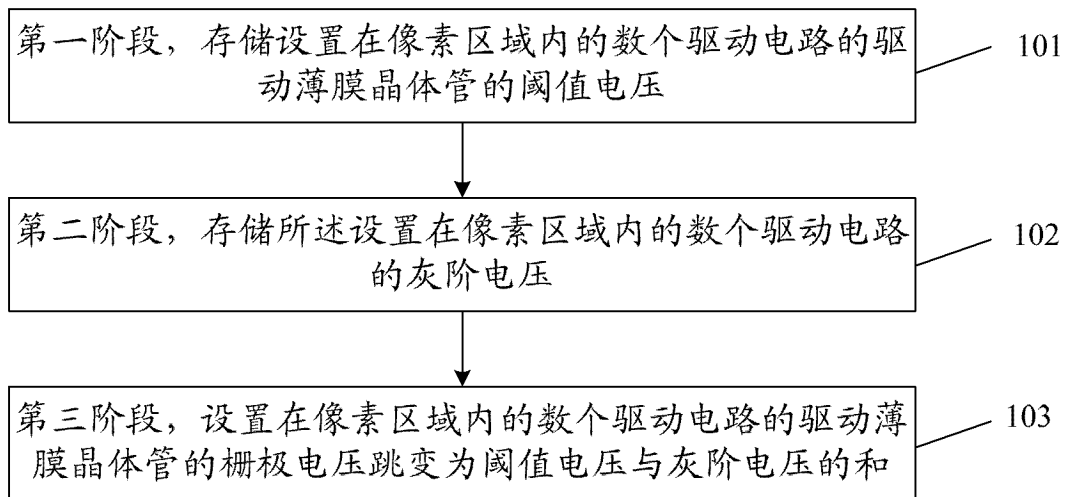 第一阶段，存储设置在像素区域内的数个驱动电路的驱
动薄膜晶体管的阈值电压
101
第二阶段，存储所述设置在像素区域内的数个驱动电路
的灰阶电压
102
第三阶段，设置在像素区域内的数个驱动电路的驱动薄
膜晶体管的栅极电压跳变为阈值电压与灰阶电压的和
103